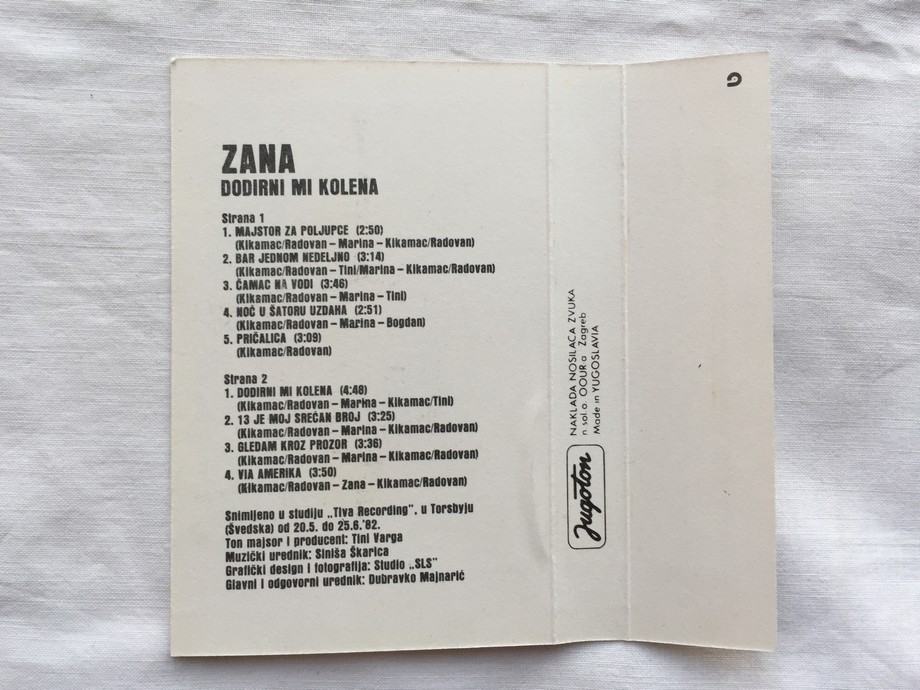 ZANA
DODIRNI MI KOLENA
Strana 1
1. MAJSTOR ZA POLJUPCE (2:50)
(Kikamac/Radovan – Marina – Kikamac/Radovan)
2. BAR JEDNOM NEDELJNO (3:14)
(Kikamac/Radovan – Tini/Marina – Kikamac/Radovan)
3. ČAMAC NA VODI (3:46)
(Kikamac/Radovan – Marina – Tini)
4. NOĆ U ŠATORU UZDAHA (2:51)
(Kikamac/Radovan – Marina – Bogdan)
5. PRIČALICA (3:09)
(Kikamac/Radovan)
Strana 2
1. DODIRNI MI KOLENA (4:48)
(Kikamac/Radovan – Marina – Kikamac/Tini)
2. 13 JE MOJ SREĆAN BROJ (3:25)
(Kikamac/Radovan – Marina – Kikamac/Radovan)
3. GLEDAM KROZ PROZOR (3:36)
(Kikamac/Radovan – Marina – Kikamac/Radovan)
4. VIA AMERIKA (3:50)
(Kikamac/Radovan – Zana – Kikamac/Radovan)
Snimljeno u studiju „Tiva Recording", u Torsbyju
(Švedska) od 20.5. do 25.6.'82.
Ton majsor i producent: Tini Varga
Muzički urednik: Siniša Škarica
Grafički design i fotografija: Studio „SLS"
Glavni i odgovorni urednik: Dubravko Majnarić
Jugoton
NAKLADA NOSILACA ZVUKA
n. sol. o. OOUR a Zagreb
Made in YUGOSLAVIA